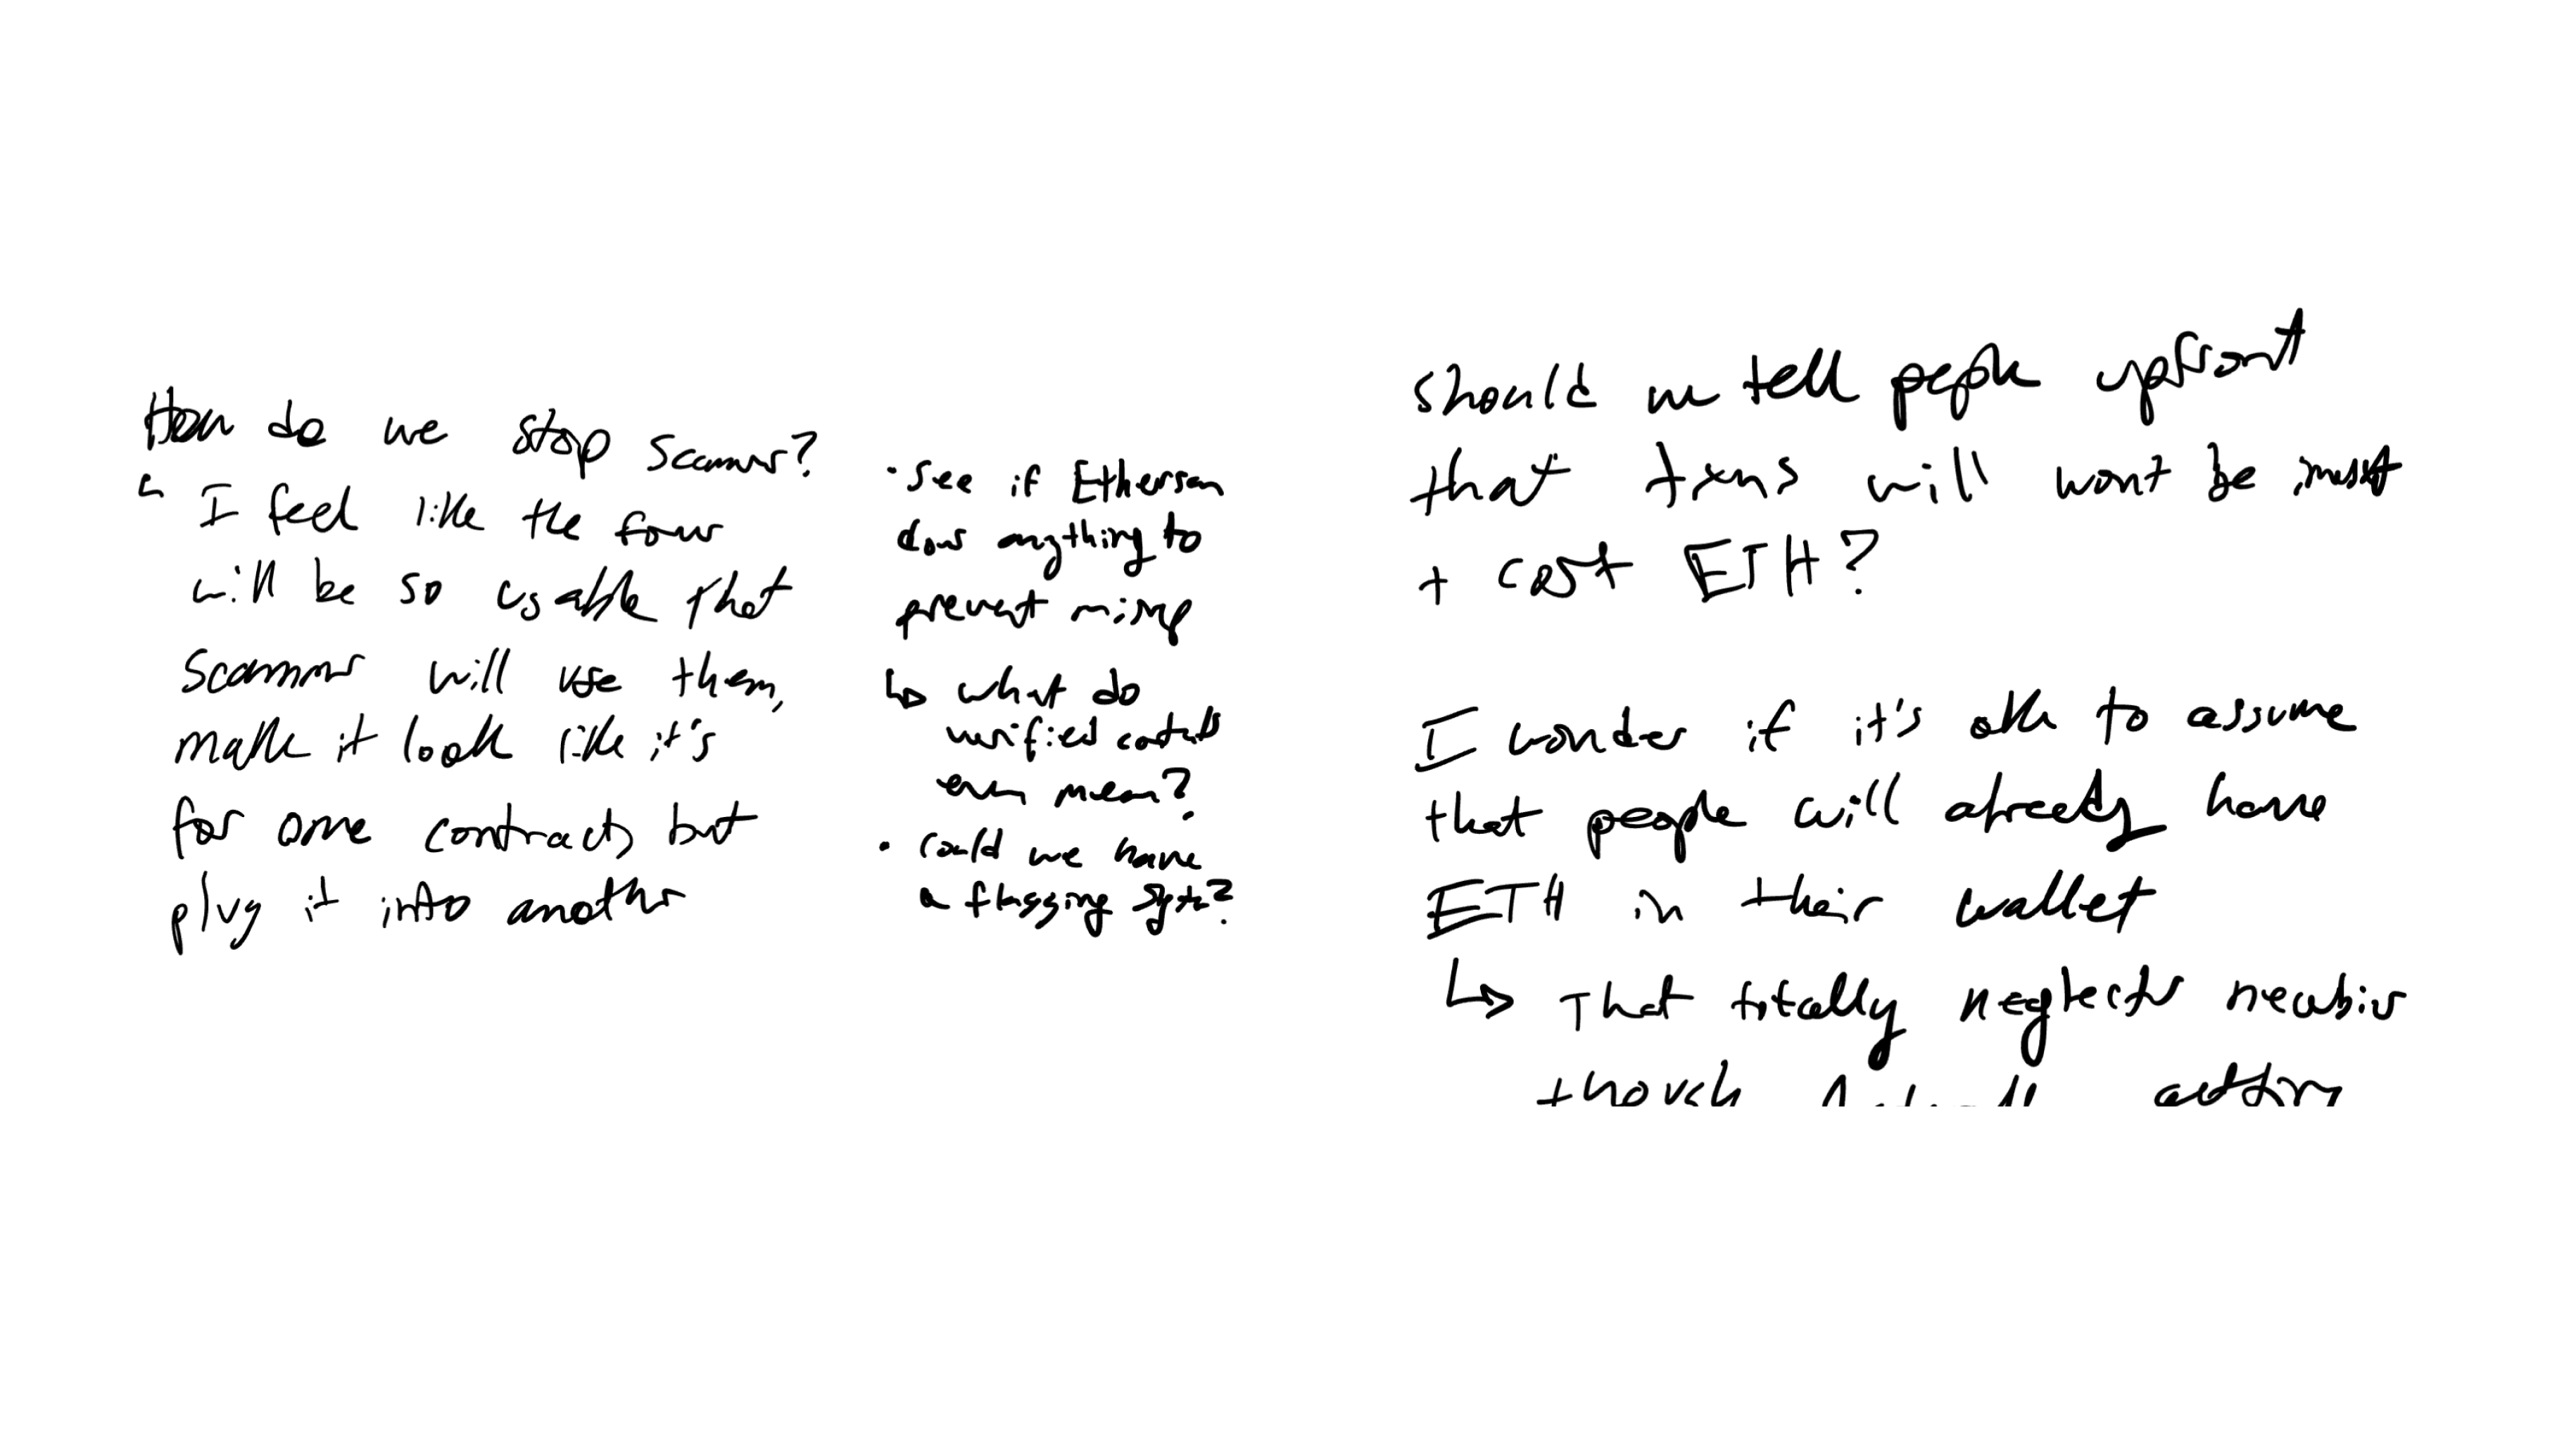 How do we stop scammers?
↳ I feel like the forms
will be so usable that
scammers will use them,
make it look like it's
for one contract, but
plug it into another
· see if Etherscan
does anything to
prevent misuse
↳ what do
verified contracts
even mean?
· could we have
a flagging system?
should we tell people upfront
that txns will wont be instant
+ cost ETH?
I wonder if it's ok to assume
that people will already have
ETH in their wallet
↳ That totally neglects newbies
though